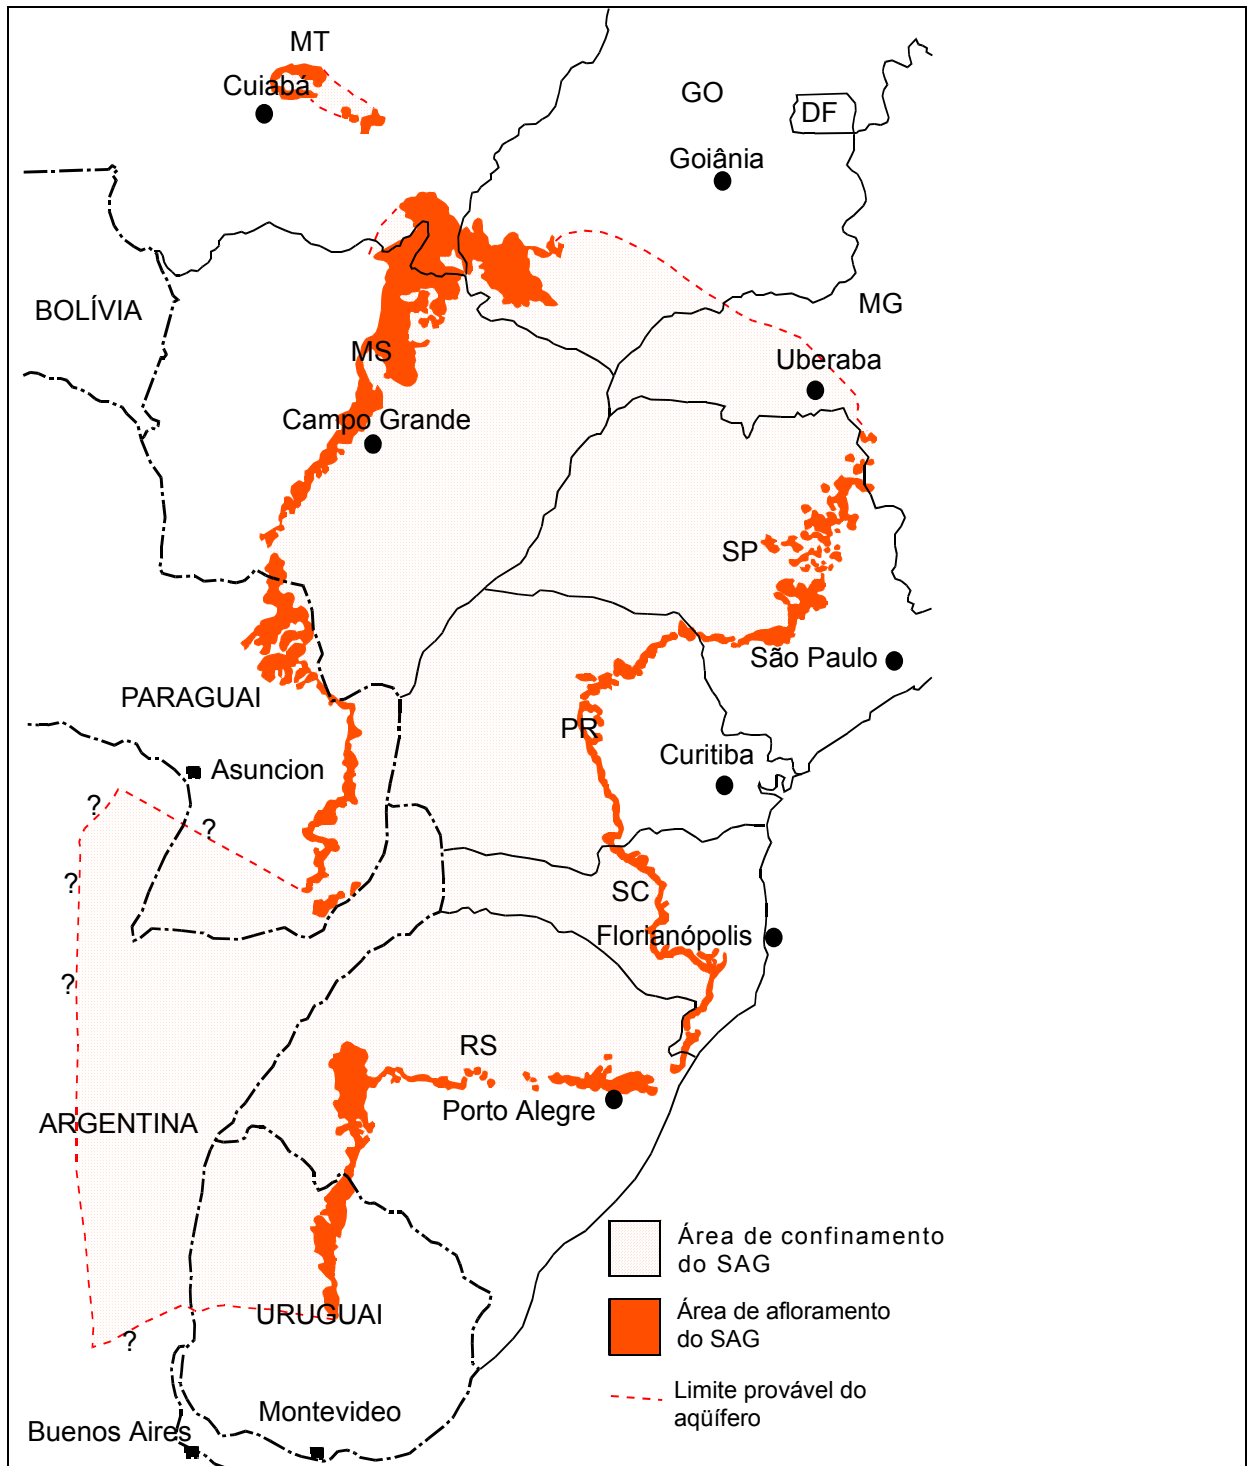 MT
Cuiabá
GO
DF
Goiânia
BOLÍVIA
MG
MS
Uberaba
Campo Grande
SP
São Paulo
PARAGUAI
PR
Curitiba
Asuncion
?
?
?
SC
Florianópolis
?
RS
Porto Alegre
ARGENTINA
Área de confinamento
do SAG
URUGUAI
Área de afloramento
do SAG
?
Limite provável do
aqüífero
Montevideo
Buenos Aires